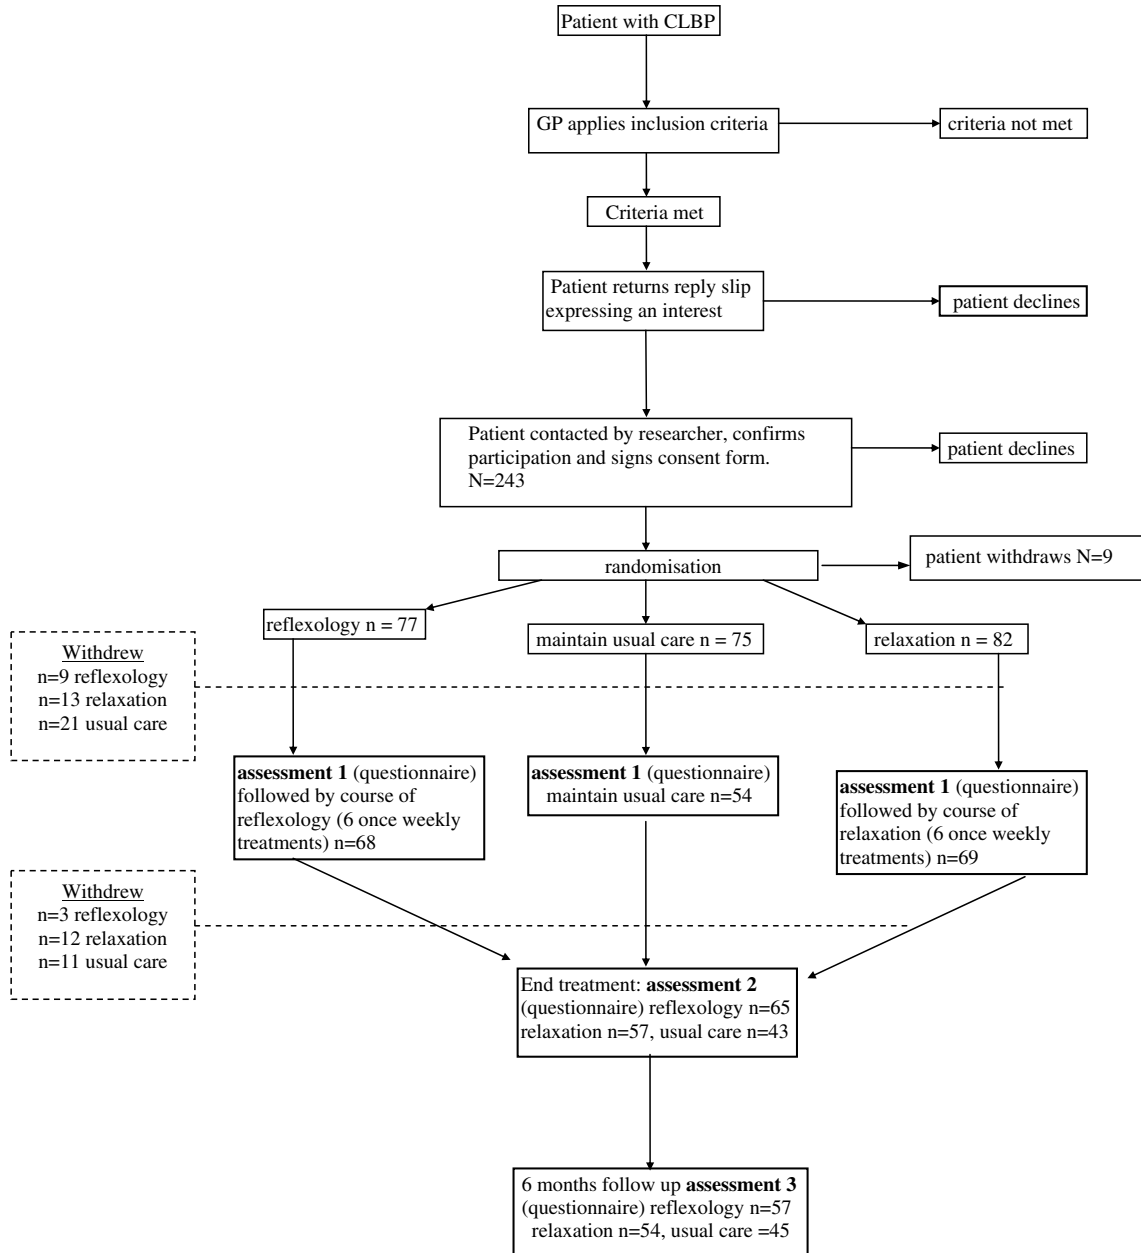 Patient with CLBP
GP applies inclusion criteria
criteria not met
Criteria met
Patient returns reply slip
expressing an interest
patient declines
Patient contacted by researcher, confirms
participation and signs consent form.
N=243
patient declines
randomisation
patient withdraws N=9
reflexology n = 77
maintain usual care n = 75
relaxation n = 82
Withdrew
n=9 reflexology
n=13 relaxation
n=21 usual care
assessment 1 (questionnaire)
followed by course of
reflexology (6 once weekly
treatments) n=68
assessment 1 (questionnaire)
maintain usual care n=54
assessment 1 (questionnaire)
followed by course of
relaxation (6 once weekly
treatments) n=69
Withdrew
n=3 reflexology
n=12 relaxation
n=11 usual care
End treatment: assessment 2
(questionnaire) reflexology n=65
relaxation n=57, usual care n=43
6 months follow up assessment 3
(questionnaire) reflexology n=57
relaxation n=54, usual care =45